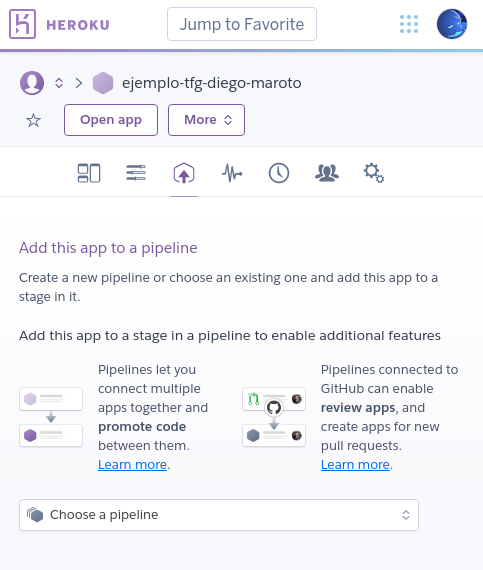 HEROKU
Jump to Favorite
ejemplo-tfg-diego-maroto
Open app
More
Add this app to a pipeline
Create a new pipeline or choose an existing one and add this app to a
stage in it.
Add this app to a stage in a pipeline to enable additional features
Pipelines let you
connect multiple
apps together and
promote code
between them.
Learn more.
Pipelines connected to
GitHub can enable
review apps, and
create apps for new
pull requests.
Learn more.
Choose a pipeline